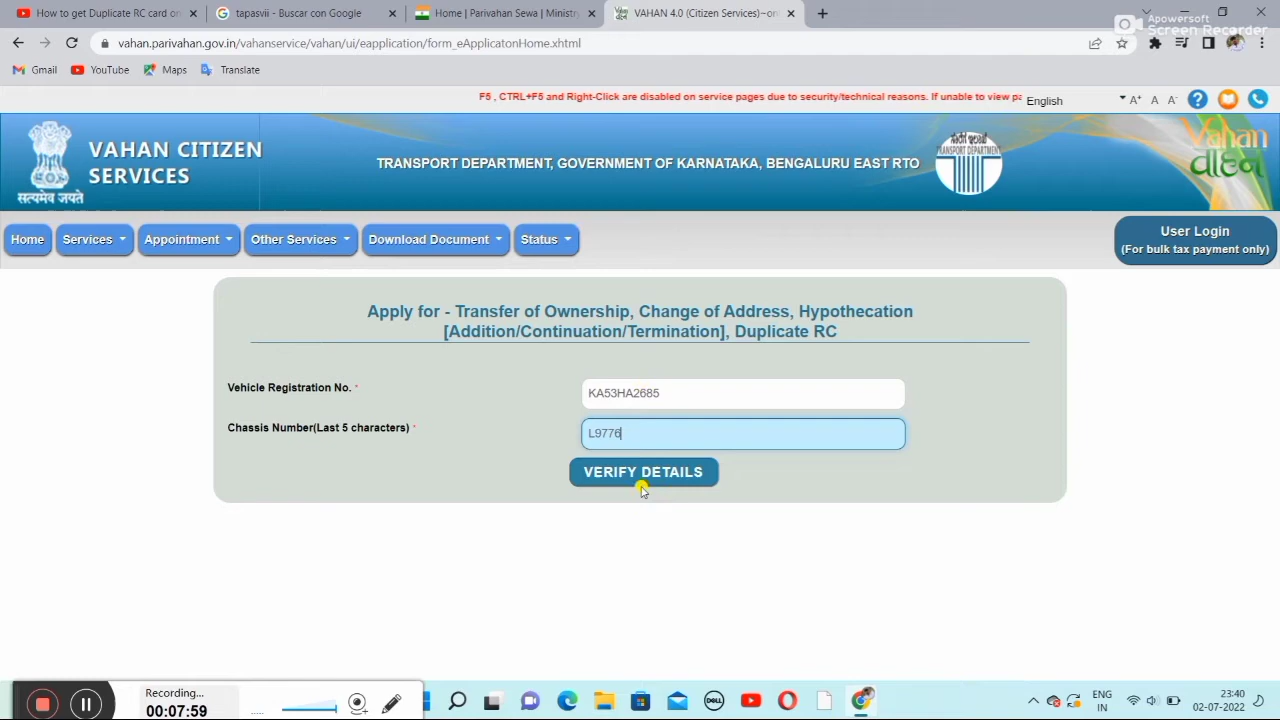 How to get Duplicate RC card on
tapasvii - Buscar con Google
Home | Parivahan Sewa | Ministry
VAHAN 4.0 (Citizen Services)~on
Apowersoft
Screen Recorder
vahan.parivahan.gov.in/vahanservice/vahan/ui/eapplication/form_eApplicatonHome.xhtml
Gmail
YouTube
Maps
Translate
F5 , CTRL+F5 and Right-Click are disabled on service pages due to security/technical reasons. If unable to view pa
English
A+ A A-
VAHAN CITIZEN
SERVICES
सत्यमेव जयते
TRANSPORT DEPARTMENT, GOVERNMENT OF KARNATAKA, BENGALURU EAST RTO
TRANSPORT DEPARTMENT
Vahan
वाहन
Home
Services
Appointment
Other Services
Download Document
Status
User Login
(For bulk tax payment only)
Apply for - Transfer of Ownership, Change of Address, Hypothecation
[Addition/Continuation/Termination], Duplicate RC
Vehicle Registration No. *
KA53HA2685
Chassis Number(Last 5 characters) *
L9776
VERIFY DETAILS
Recording...
00:07:59
DELL
ENG
IN
23:40
02-07-2022